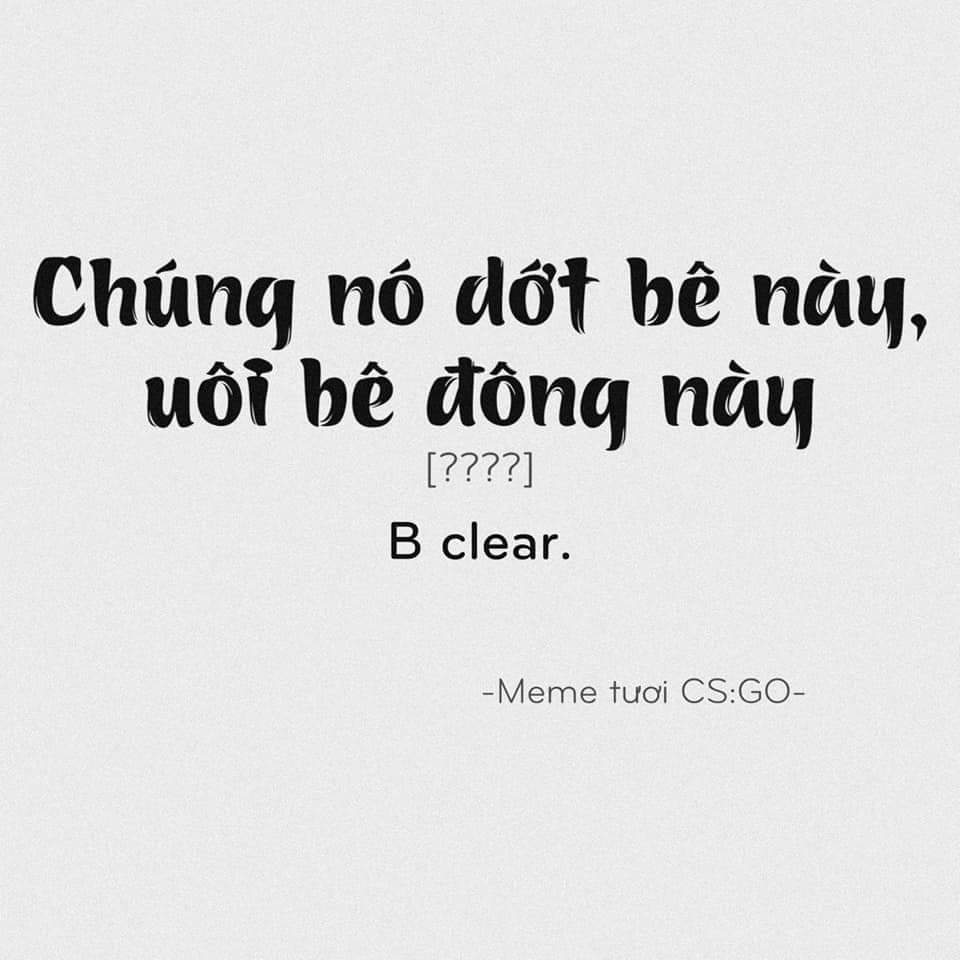 Chúng nó dớt bê này,
uôi bê đông này
[????]
B clear.
-Meme tươi CS:GO-